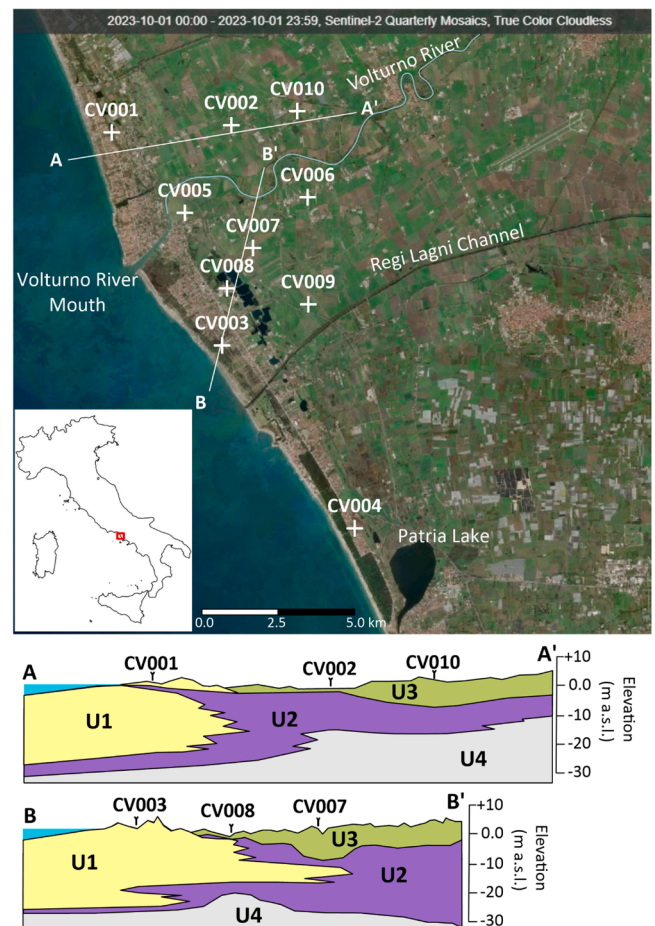 2023-10-01 00:00 - 2023-10-01 23:59, Sentinel-2 Quarterly Mosaics, True Color Cloudless
Volturno River
CV010
CV002
CV001
A'
A
B'
CV006
CV005
CV007
Regi Lagni Channel
CV008
Volturno River
Mouth
CV009
CV003
B
CV004
Patria Lake
0.0 2.5 5.0 km
A CV001 CV002 CV010 A'
+10
0.0
-10
-20
-30
Elevation
(m a.s.l.)
U3
U1 U2
U4
B CV003 CV008 CV007 B'
+10
0.0
-10
-20
-30
Elevation
(m a.s.l.)
U3
U1 U2
U4